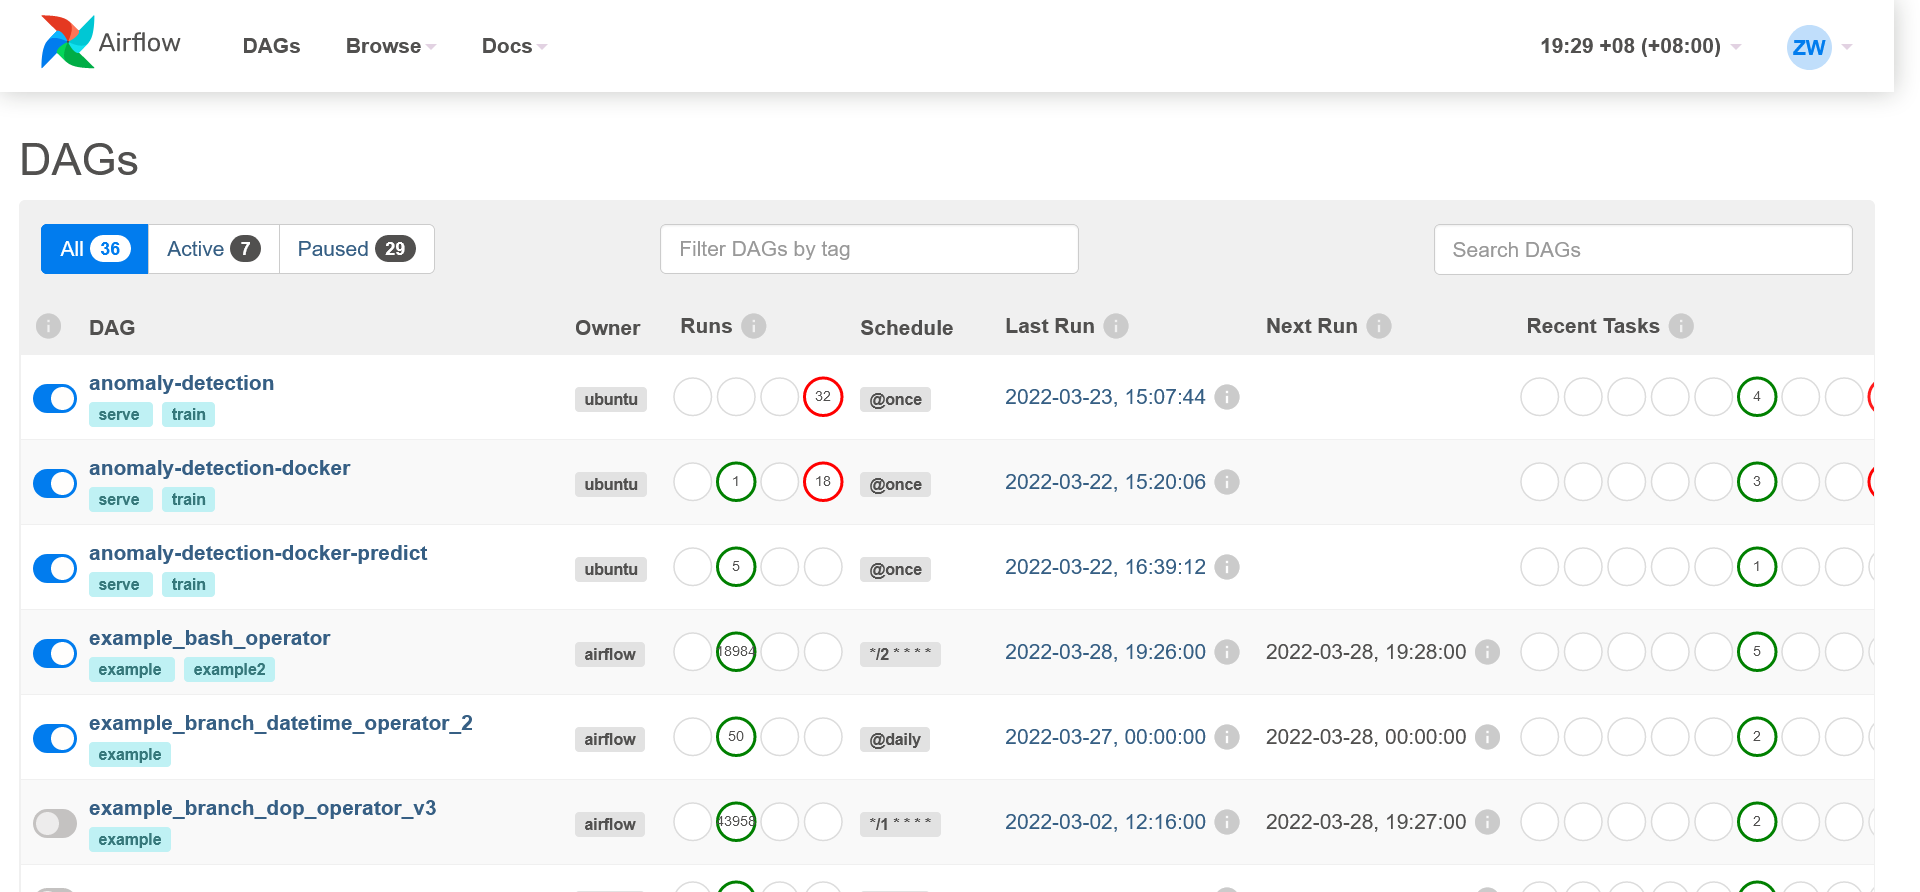 Airflow DAGs Browse Docs 19:29 +08 (+08:00) ZW
DAGs
All 36 Active 7 Paused 29 Filter DAGs by tag Search DAGs
DAG Owner Runs Schedule Last Run Next Run Recent Tasks
anomaly-detection
serve train ubuntu 32 @once 2022-03-23, 15:07:44 4
anomaly-detection-docker
serve train ubuntu 1 18 @once 2022-03-22, 15:20:06 3
anomaly-detection-docker-predict
serve train ubuntu 5 @once 2022-03-22, 16:39:12 1
example_bash_operator
example example2 airflow 18984 */2 * * * * 2022-03-28, 19:26:00 2022-03-28, 19:28:00 5
example_branch_datetime_operator_2
example airflow 50 @daily 2022-03-27, 00:00:00 2022-03-28, 00:00:00 2
example_branch_dop_operator_v3
example airflow 43958 */1 * * * * 2022-03-02, 12:16:00 2022-03-28, 19:27:00 2